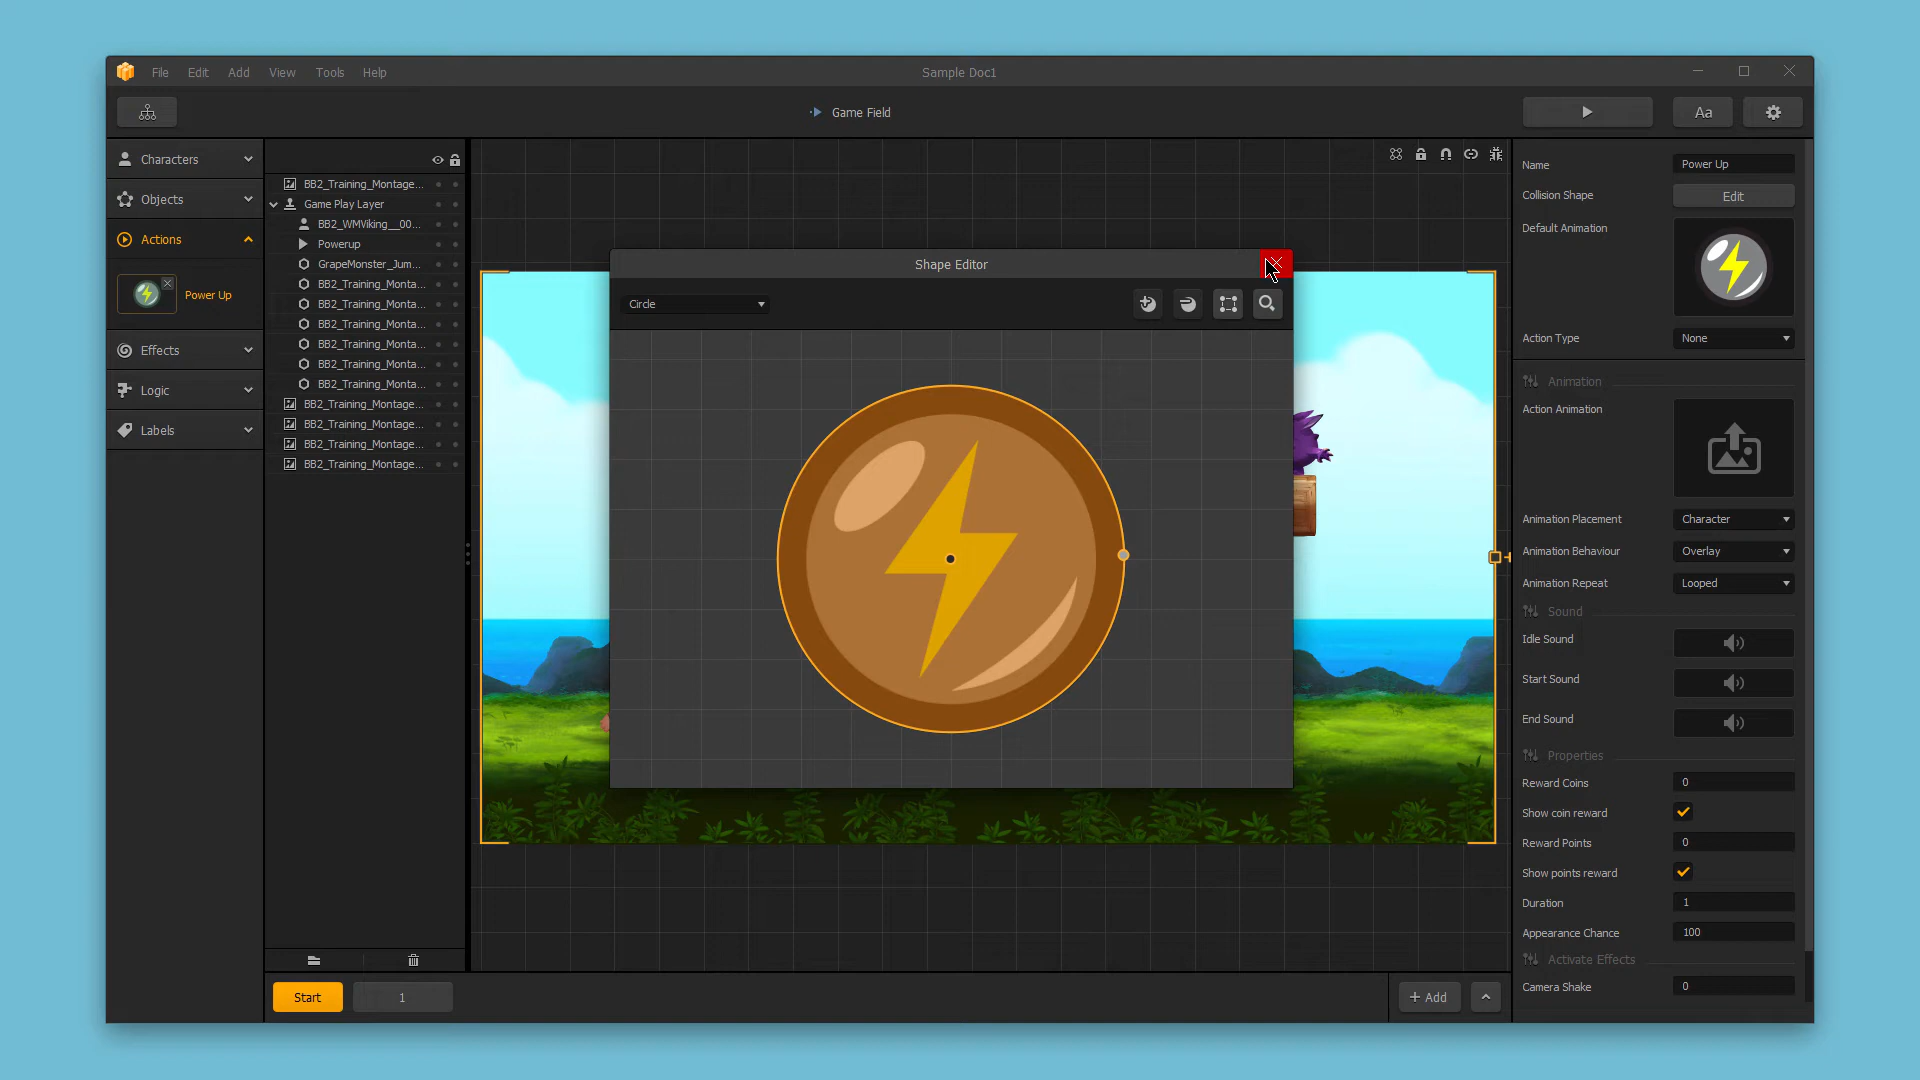 File Edit Add View Tools Help
Sample Doc1
Game Field
Aa
Characters
Objects
Actions
Power Up
Effects
Logic
Labels
BB2_Training_Montage...
Game Play Layer
BB2_WMViking__00...
Powerup
GrapeMonster_Jum...
BB2_Training_Monta...
BB2_Training_Monta...
BB2_Training_Monta...
BB2_Training_Monta...
BB2_Training_Monta...
BB2_Training_Monta...
BB2_Training_Montage...
BB2_Training_Montage...
BB2_Training_Montage...
BB2_Training_Montage...
Shape Editor
Circle
Name Power Up
Collision Shape Edit
Default Animation
Action Type None
Animation
Action Animation
Animation Placement Character
Animation Behaviour Overlay
Animation Repeat Looped
Sound
Idle Sound
Start Sound
End Sound
Properties
Reward Coins 0
Show coin reward
Reward Points 0
Show points reward
Duration 1
Appearance Chance 100
Activate Effects
Camera Shake 0
Start 1
+ Add